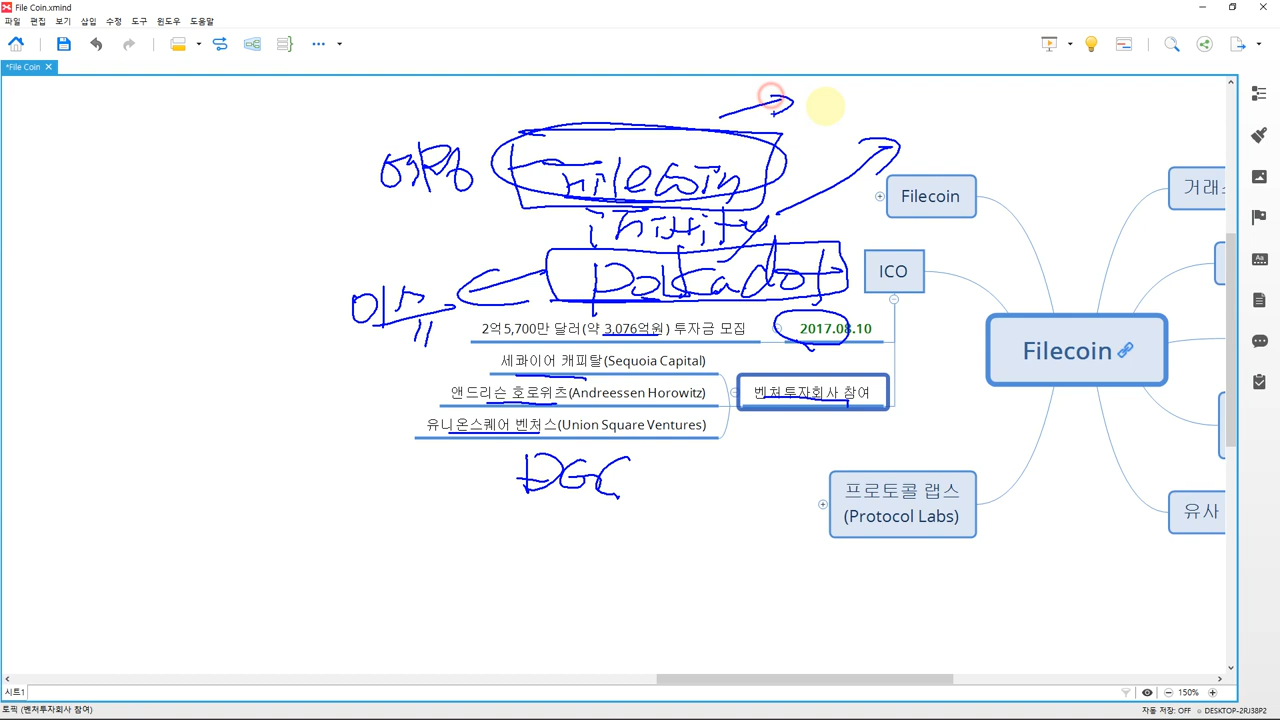 File Coin.xmind
파일 편집 보기 삽입 수정 도구 윈도우 도움말
*File Coin
filecoin
Polkadot
Filecoin
거래
ICO
2억5,700만 달러(약 3,076억원) 투자금 모집
2017.08.10
세콰이어 캐피탈(Sequoia Capital)
앤드리슨 호로위츠(Andreessen Horowitz)
벤처투자회사 참여
유니온스퀘어 벤처스(Union Square Ventures)
Filecoin
DGC
프로토콜 랩스
(Protocol Labs)
유사
시트1
150%
토픽 (벤처투자회사 참여)
자동 저장: OFF
DESKTOP-2RJ38P2